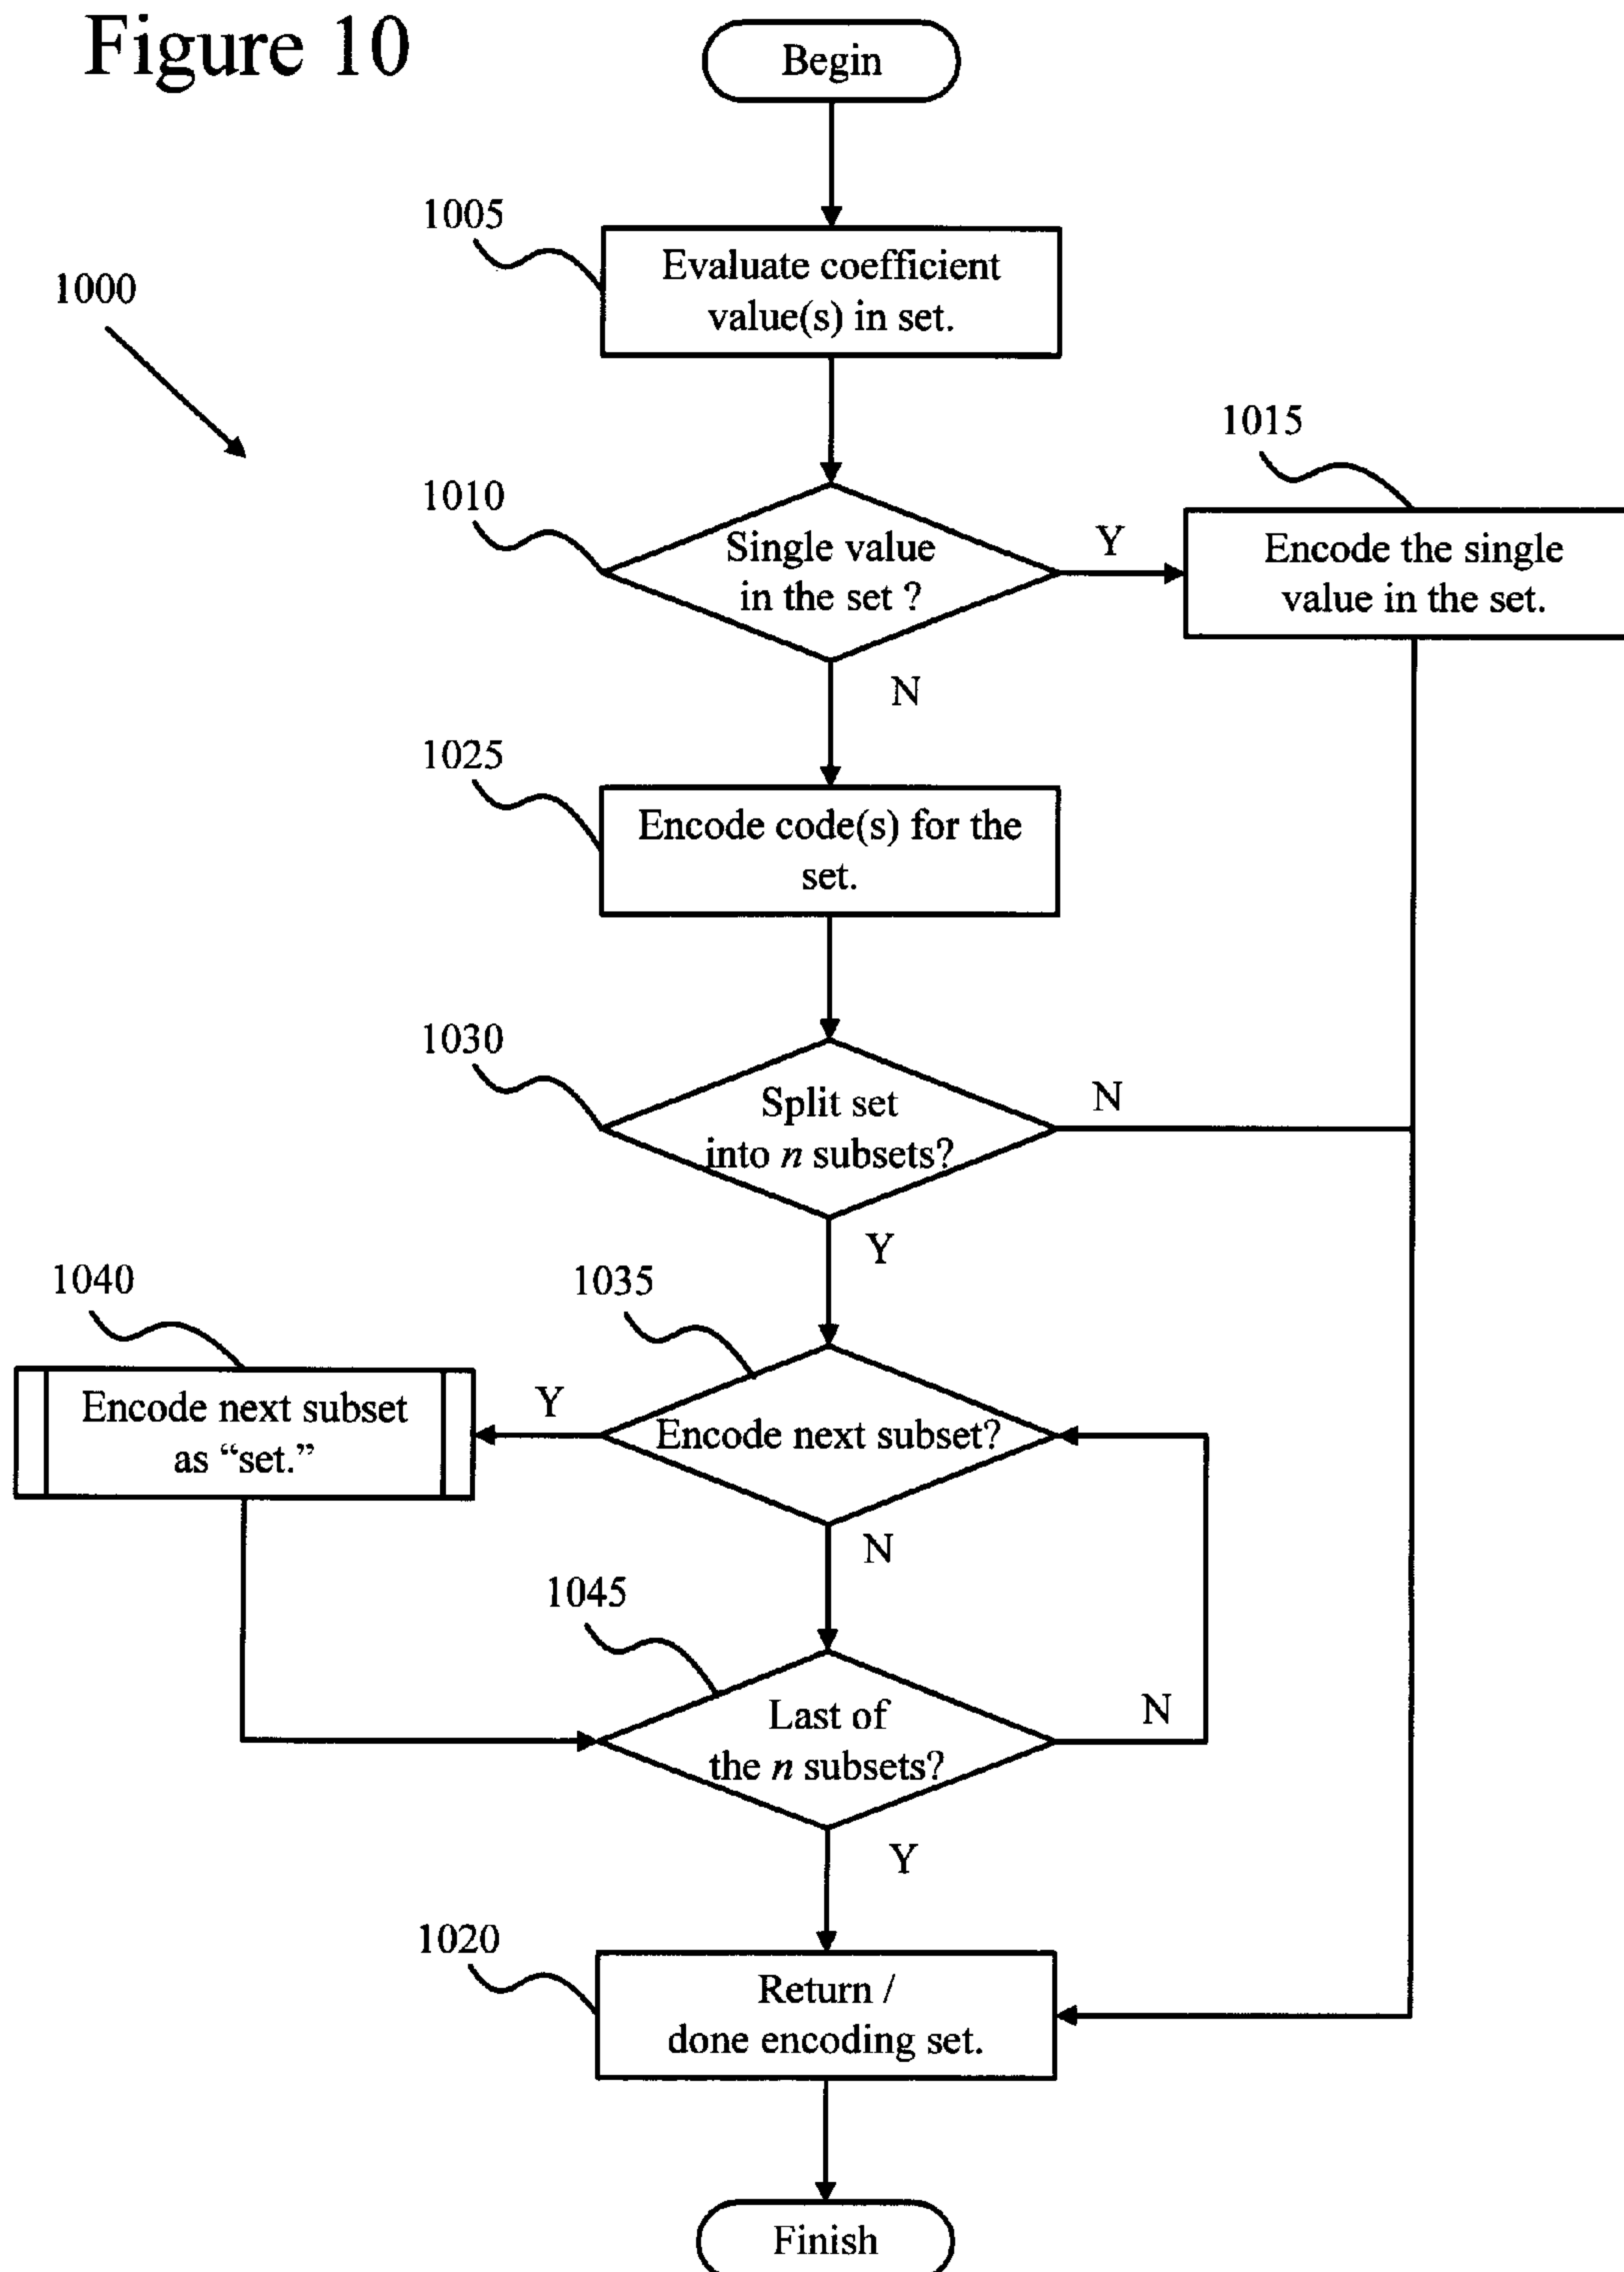 Figure 10
Begin
1005
Evaluate coefficient
value(s) in set.
1000
1010
Single value
in the set ?
Y
1015
Encode the single
value in the set.
N
1025
Encode code(s) for the
set.
1030
Split set
into n subsets?
N
Y
1040
1035
Encode next subset
as “set.”
Y
Encode next subset?
N
1045
Last of
the n subsets?
N
Y
1020
Return /
done encoding set.
Finish